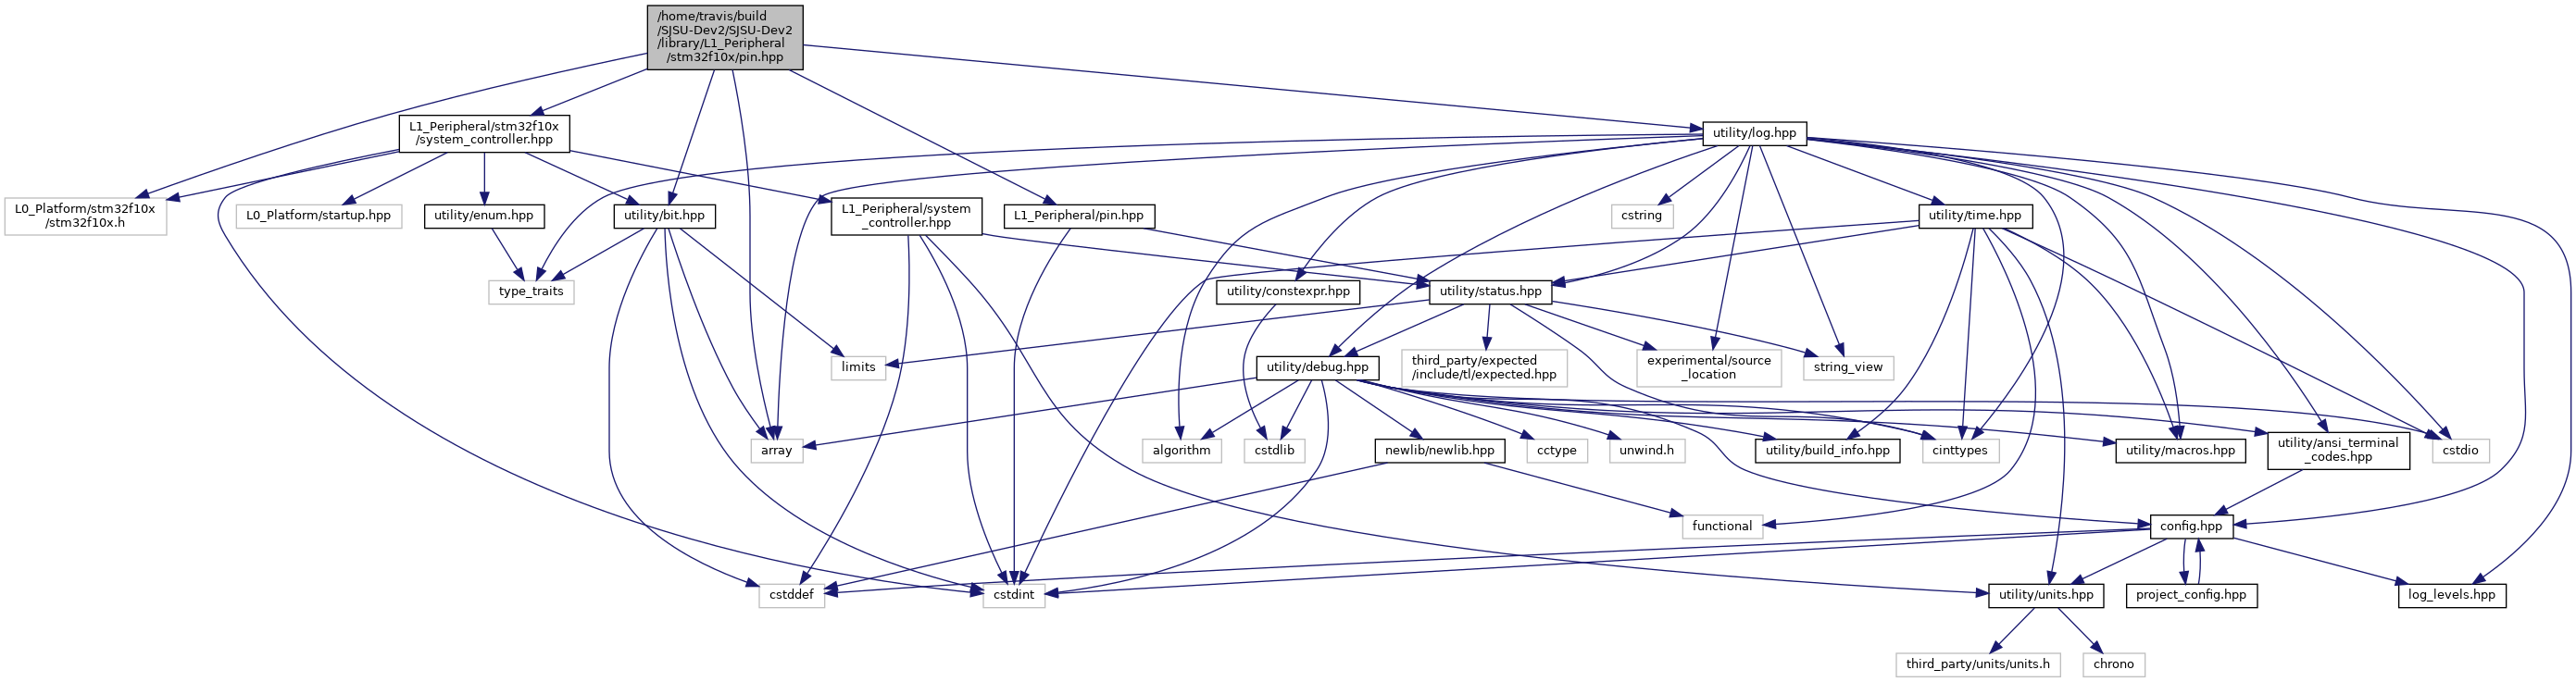 /home/travis/build
/SJSU-Dev2/SJSU-Dev2
/library/L1_Peripheral
/stm32f10x/pin.hpp
L1_Peripheral/stm32f10x
/system_controller.hpp
utility/log.hpp
L0_Platform/stm32f10x
/stm32f10x.h
L0_Platform/startup.hpp
utility/enum.hpp
utility/bit.hpp
L1_Peripheral/system
_controller.hpp
L1_Peripheral/pin.hpp
cstring
utility/time.hpp
type_traits
utility/constexpr.hpp
utility/status.hpp
limits
utility/debug.hpp
third_party/expected
/include/tl/expected.hpp
experimental/source
_location
string_view
array
algorithm
cstdlib
newlib/newlib.hpp
cctype
unwind.h
utility/build_info.hpp
cinttypes
utility/macros.hpp
utility/ansi_terminal
_codes.hpp
cstdio
functional
config.hpp
cstddef
cstdint
utility/units.hpp
project_config.hpp
log_levels.hpp
third_party/units/units.h
chrono